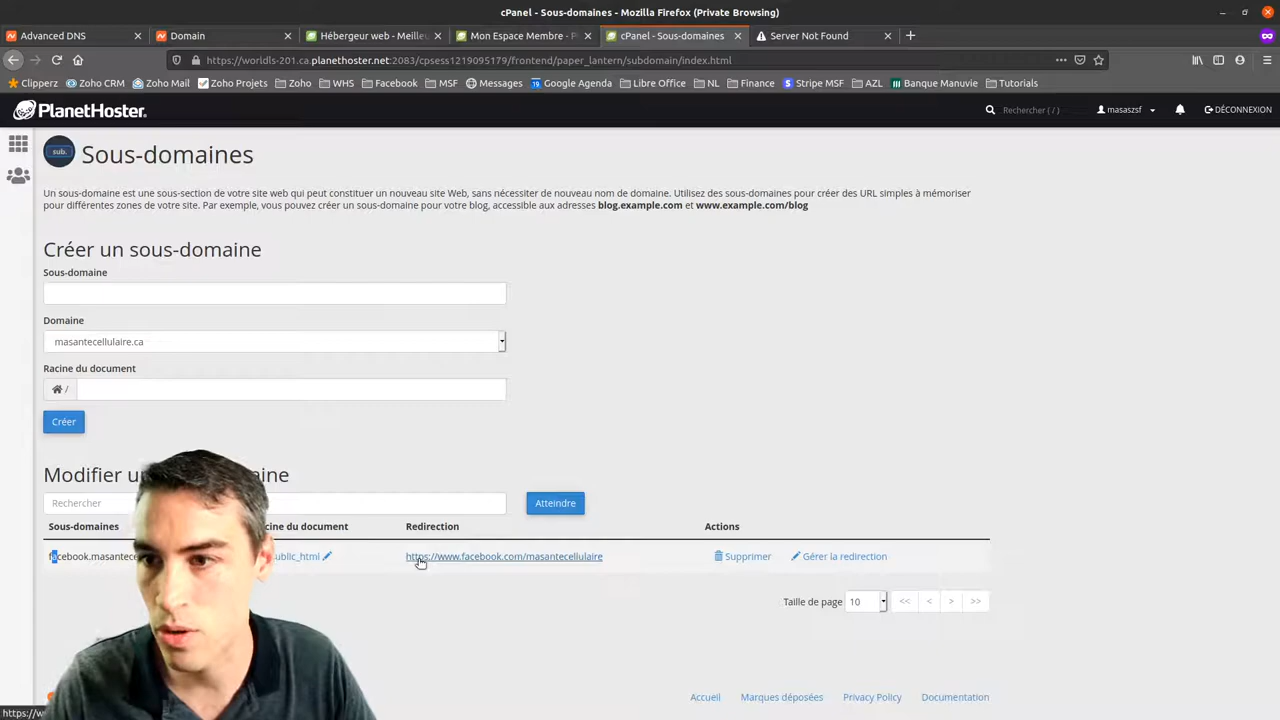 cPanel - Sous-domaines - Mozilla Firefox (Private Browsing)
Advanced DNS
Domain
Hébergeur web - Meilleu
Mon Espace Membre - P
cPanel - Sous-domaines
Server Not Found
https://worldls-201.ca.planethoster.net:2083/cpsess1219095179/frontend/paper_lantern/subdomain/index.html
Clipperz Zoho CRM Zoho Mail Zoho Projets Zoho WHS Facebook MSF Messages Google Agenda Libre Office NL Finance Stripe MSF AZL Banque Manuvie Tutorials
PlanetHoster.
Rechercher ( / )
masaszsf
DÉCONNEXION
sub.
Sous-domaines
Un sous-domaine est une sous-section de votre site web qui peut constituer un nouveau site Web, sans nécessiter de nouveau nom de domaine. Utilisez des sous-domaines pour créer des URL simples à mémoriser
pour différentes zones de votre site. Par exemple, vous pouvez créer un sous-domaine pour votre blog, accessible aux adresses blog.example.com et www.example.com/blog
Créer un sous-domaine
Sous-domaine
Domaine
masantecellulaire.ca
Racine du document
/
Créer
Modifier u
aine
Rechercher
Atteindre
Sous-domaines
cine du document
Redirection
Actions
facebook.masantece
ublic_html
https://www.facebook.com/masantecellulaire
Supprimer
Gérer la redirection
Taille de page 10 << < > >>
Accueil Marques déposées Privacy Policy Documentation
https://w